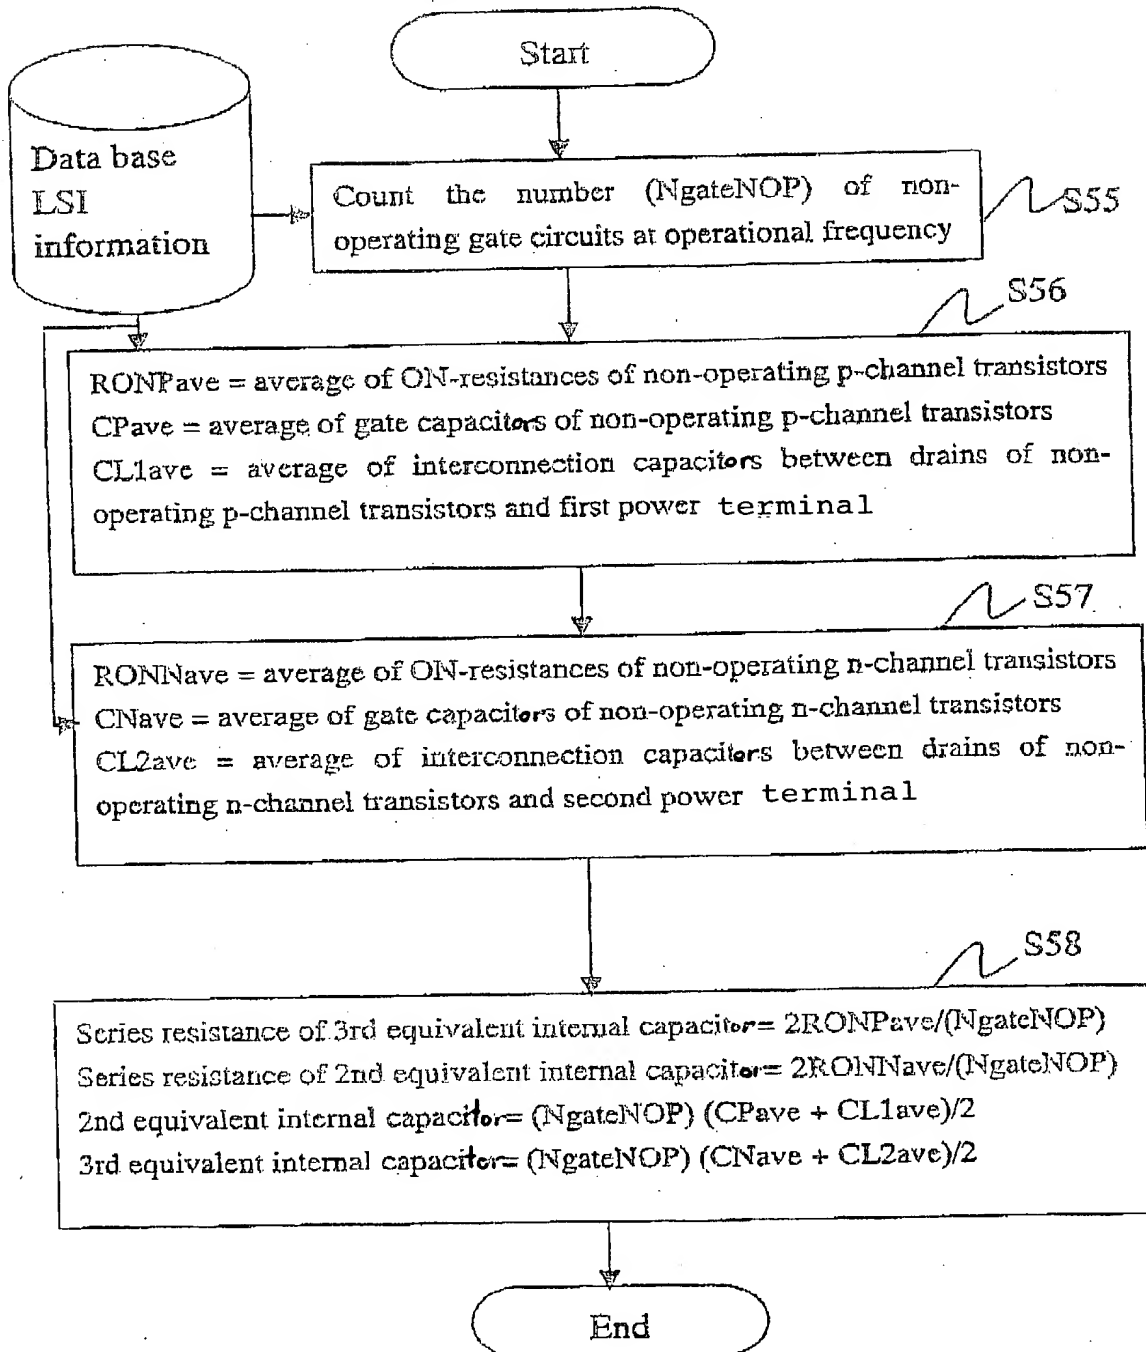 Start
Data base
LSI
information
Count the number (NgateNOP) of non-
operating gate circuits at operational frequency
S55
S56
RONPave = average of ON-resistances of non-operating p-channel transistors
CPave = average of gate capacitors of non-operating p-channel transistors
CL1ave = average of interconnection capacitors between drains of non-
operating p-channel transistors and first power terminal
S57
RONNave = average of ON-resistances of non-operating n-channel transistors
CNave = average of gate capacitors of non-operating n-channel transistors
CL2ave = average of interconnection capacitors between drains of non-
operating n-channel transistors and second power terminal
S58
Series resistance of 3rd equivalent internal capacitor= 2RONPave/(NgateNOP)
Series resistance of 2nd equivalent internal capacitor= 2RONNave/(NgateNOP)
2nd equivalent internal capacitor= (NgateNOP) (CPave + CL1ave)/2
3rd equivalent internal capacitor= (NgateNOP) (CNave + CL2ave)/2
End